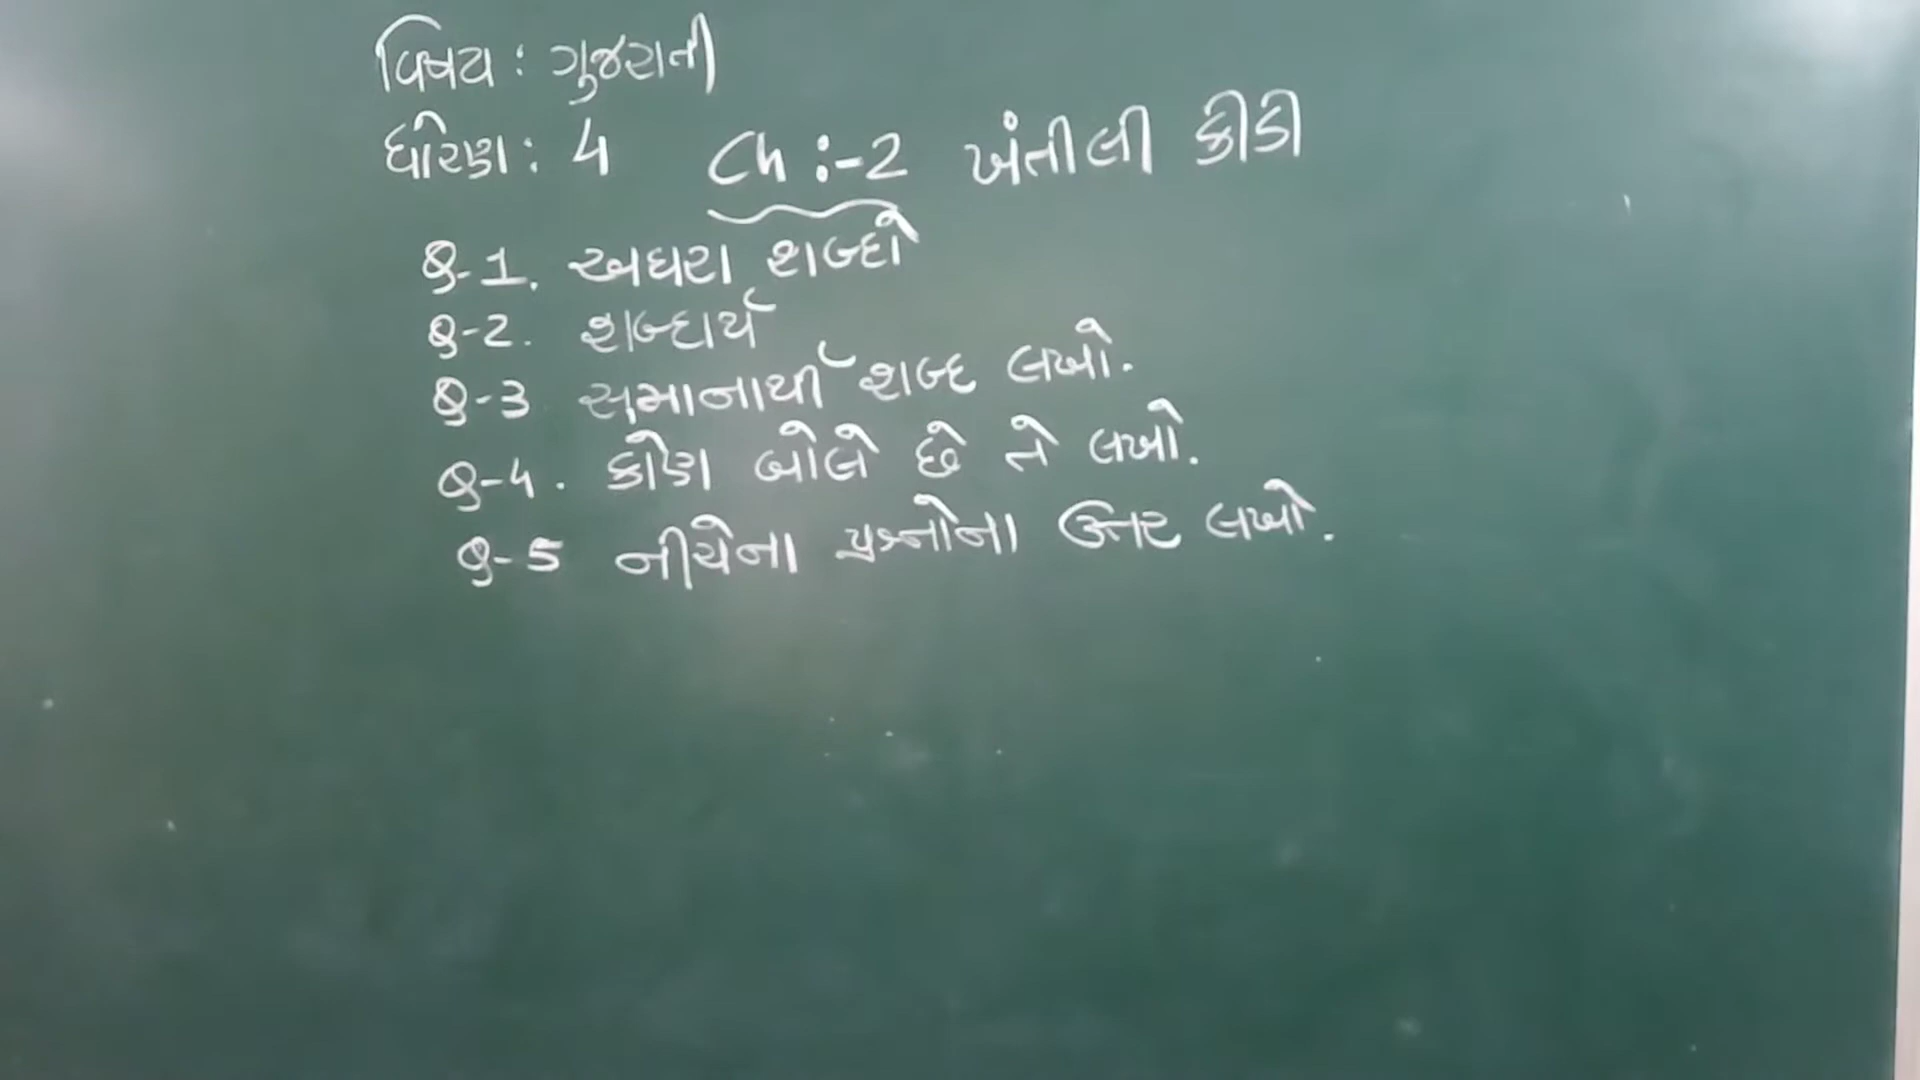 વિષય : ગુજરાતી
ધોરણ : 4 Ch :-2 ખંતીલી કીડી
Q-1. અઘરા શબ્દો
Q-2. શબ્દાર્થ
Q-3 સમાનાર્થી શબ્દ લખો.
Q-4. કોણ બોલે છે તે લખો.
Q-5 નીચેના પ્રશ્નોના ઉત્તર લખો.